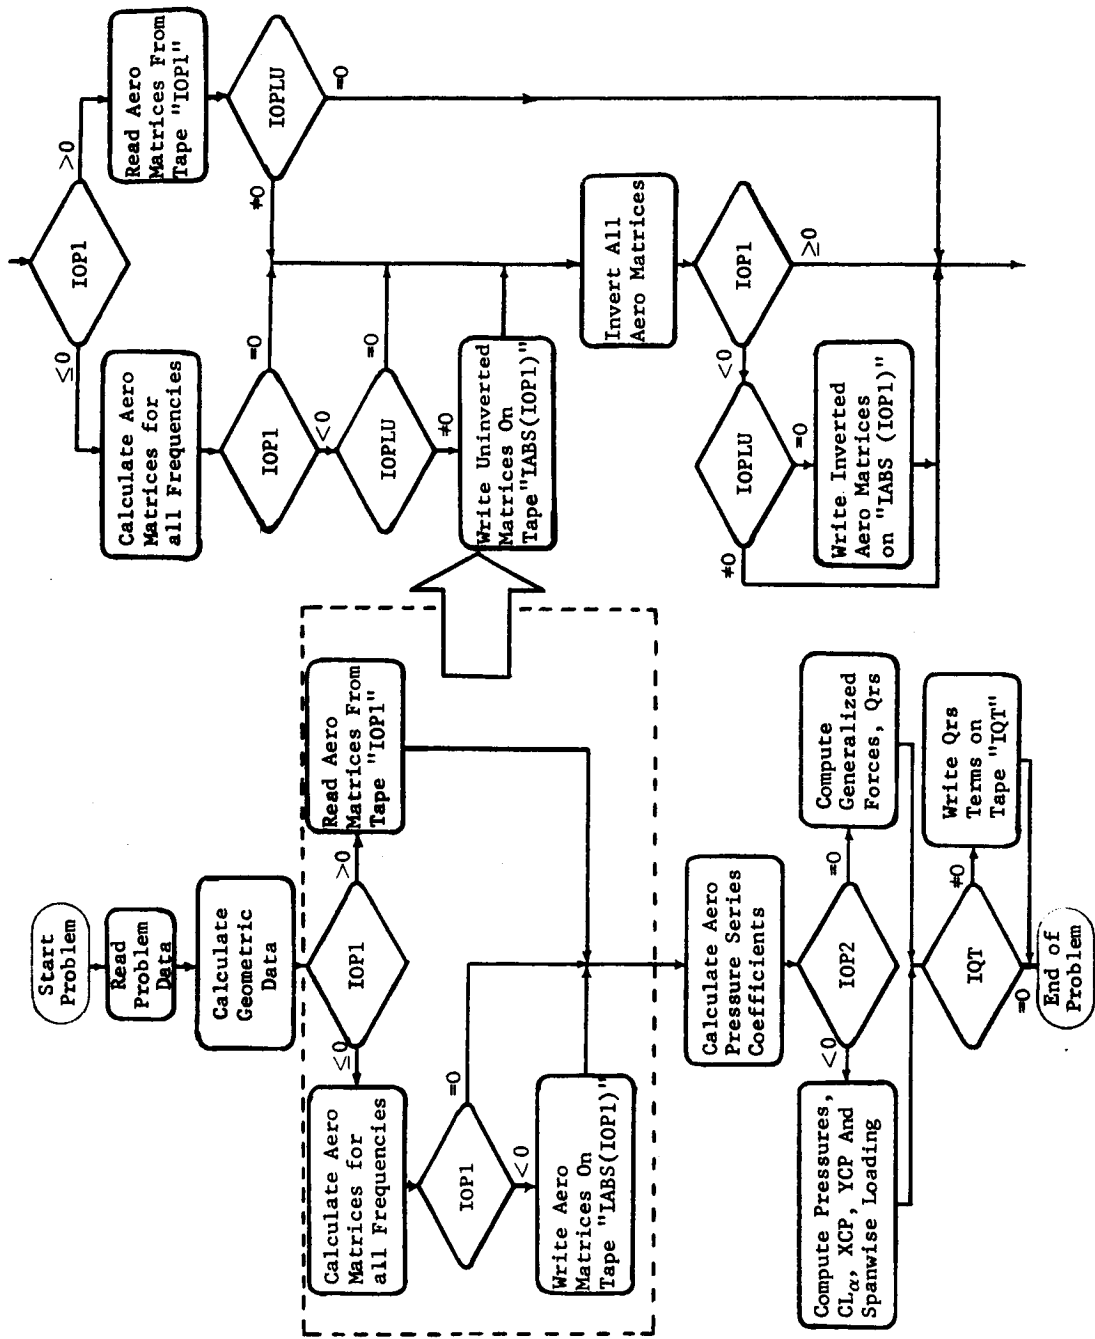 Start
Problem
Read
Problem
Data
Calculate
Geometric
Data
IOP1
>0
≤0
Read Aero
Matrices From
Tape "IOP1"
Calculate Aero
Matrices for
all Frequencies
IOP1
=0
<0
Write Aero
Matrices On
Tape "IABS(IOP1)"
Calculate Aero
Pressure Series
Coefficients
IOP2
=0
<0
Compute
Generalized
Forces, Qrs
Compute Pressures,
CLα, XCP, YCP And
Spanwise Loading
IQT
≠0
=0
Write Qrs
Terms on
Tape "IQT"
End of
Problem
IOP1
>0
≤0
Read Aero
Matrices From
Tape "IOP1"
IOPLU
=0
≠0
Calculate Aero
Matrices for
all Frequencies
IOP1
=0
<0
IOPLU
=0
≠0
Write Uninverted
Matrices On
Tape"IABS(IOP1)"
Invert All
Aero Matrices
IOP1
≥0
<0
IOPLU
=0
≠0
Write Inverted
Aero Matrices
on "IABS (IOP1)"